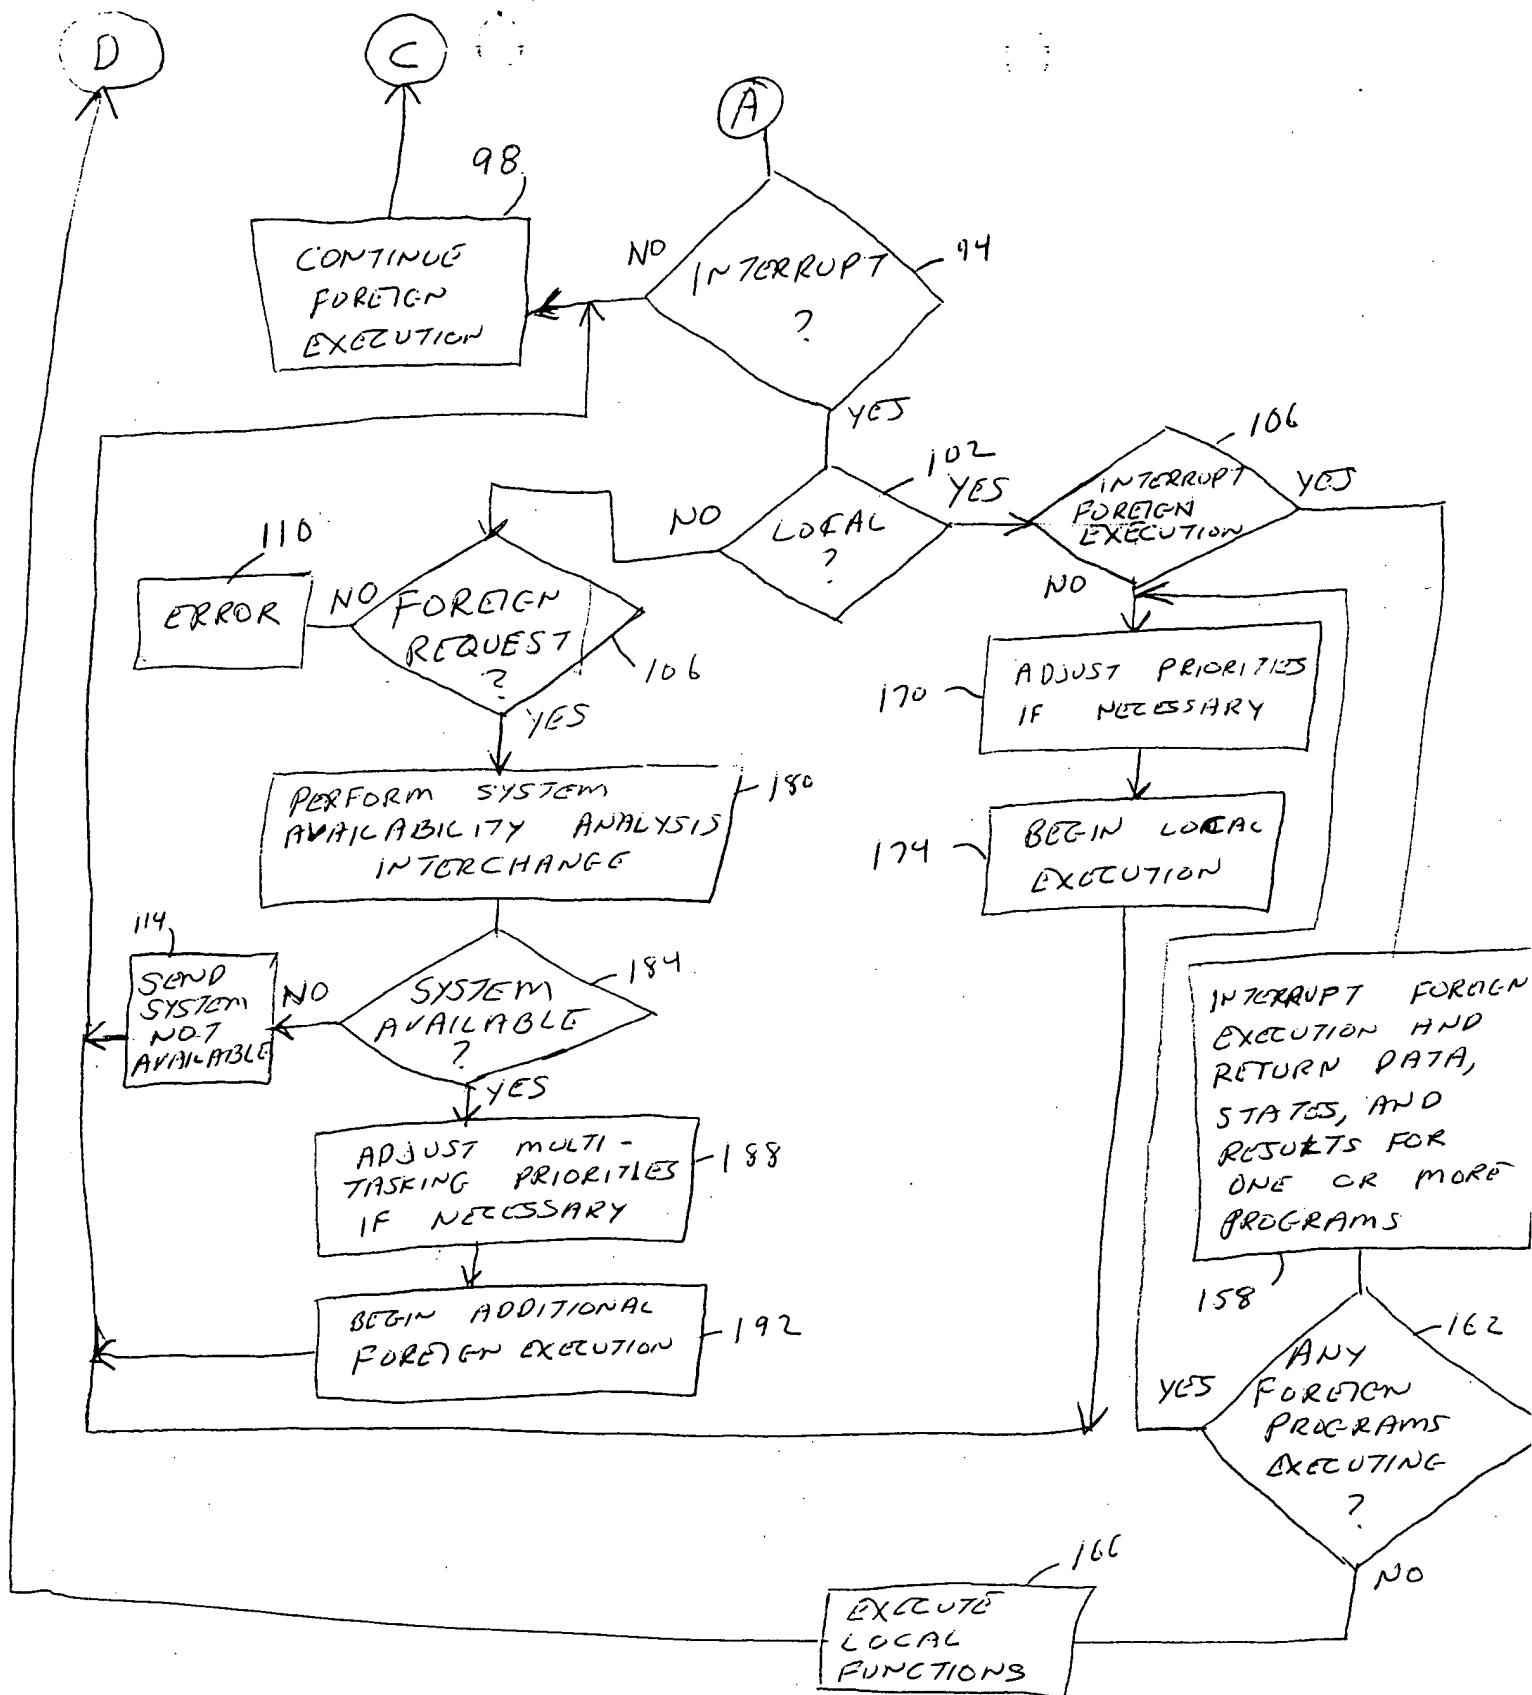 D
C
A
98
CONTINUE
FOREIGN
EXECUTION
NO
INTERRUPT
?
94
YES
102
LOCAL
?
NO
YES
106
INTERRUPT
FOREIGN
EXECUTION
YES
NO
110
ERROR
NO
FOREIGN
REQUEST
?
106
YES
170
ADJUST PRIORITIES
IF NECESSARY
180
PERFORM SYSTEM
AVAILABILITY ANALYSIS
INTERCHANGE
174
BEGIN LOCAL
EXECUTION
114
SEND
SYSTEM
NOT
AVAILABLE
NO
SYSTEM
AVAILABLE
?
184
YES
INTERRUPT FOREIGN
EXECUTION AND
RETURN DATA,
STATES, AND
RESULTS FOR
ONE OR MORE
PROGRAMS
158
ADJUST MULTI-
TASKING PRIORITIES
IF NECESSARY
188
BEGIN ADDITIONAL
FOREIGN EXECUTION
192
162
YES
ANY
FOREIGN
PROGRAMS
EXECUTING
?
NO
166
EXECUTE
LOCAL
FUNCTIONS